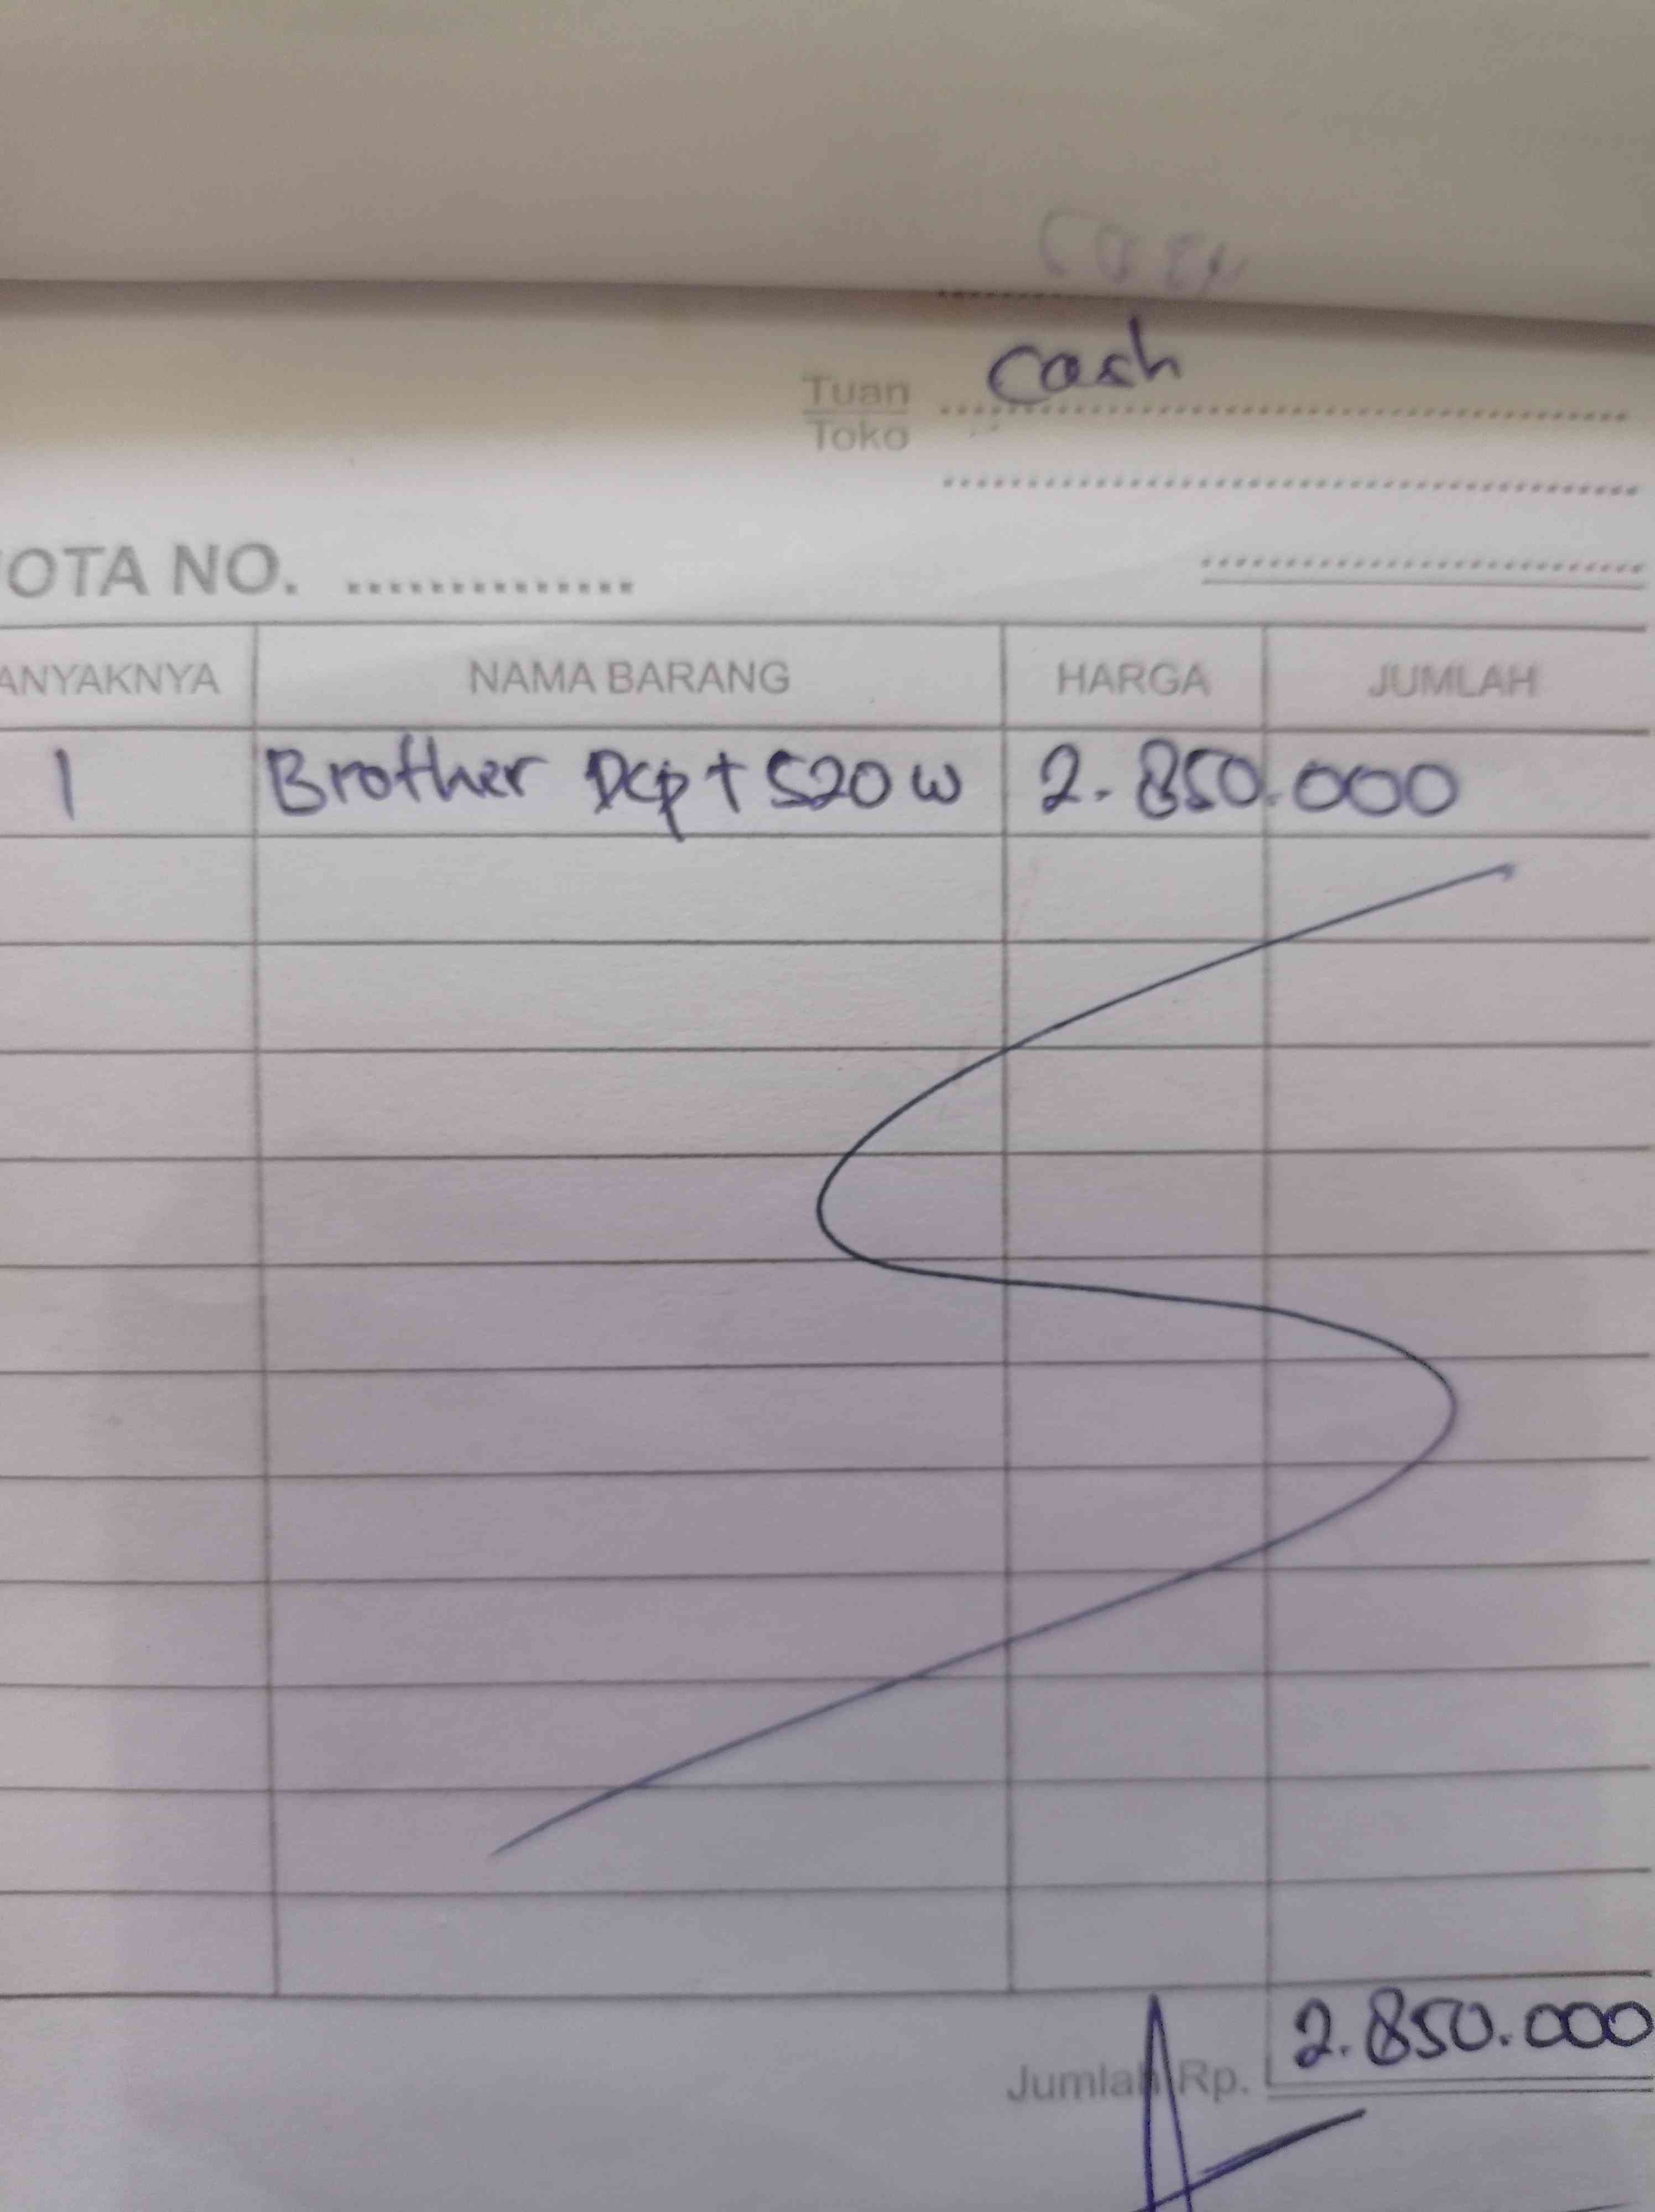 cash
Tuan
Toko
OTA NO. ..............
ANYAKNYA NAMA BARANG HARGA JUMLAH
1 Brother Dcp t 520 w 2.850.000
Jumlah Rp. 2.850.000